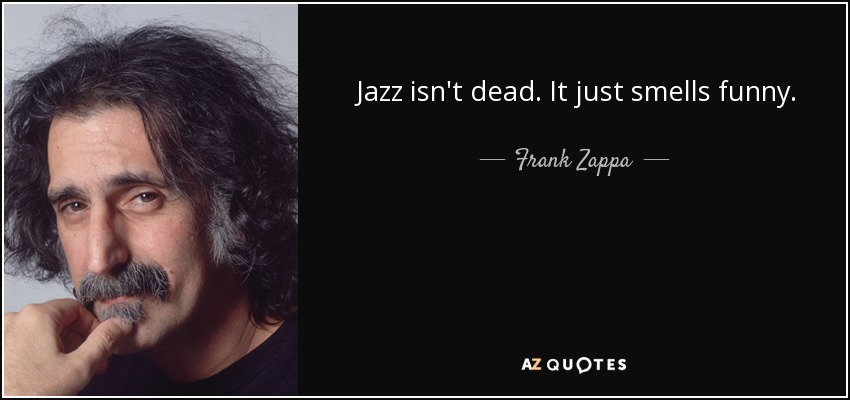 Jazz isn't dead. It just smells funny.
Frank Zappa
AZ QUOTES